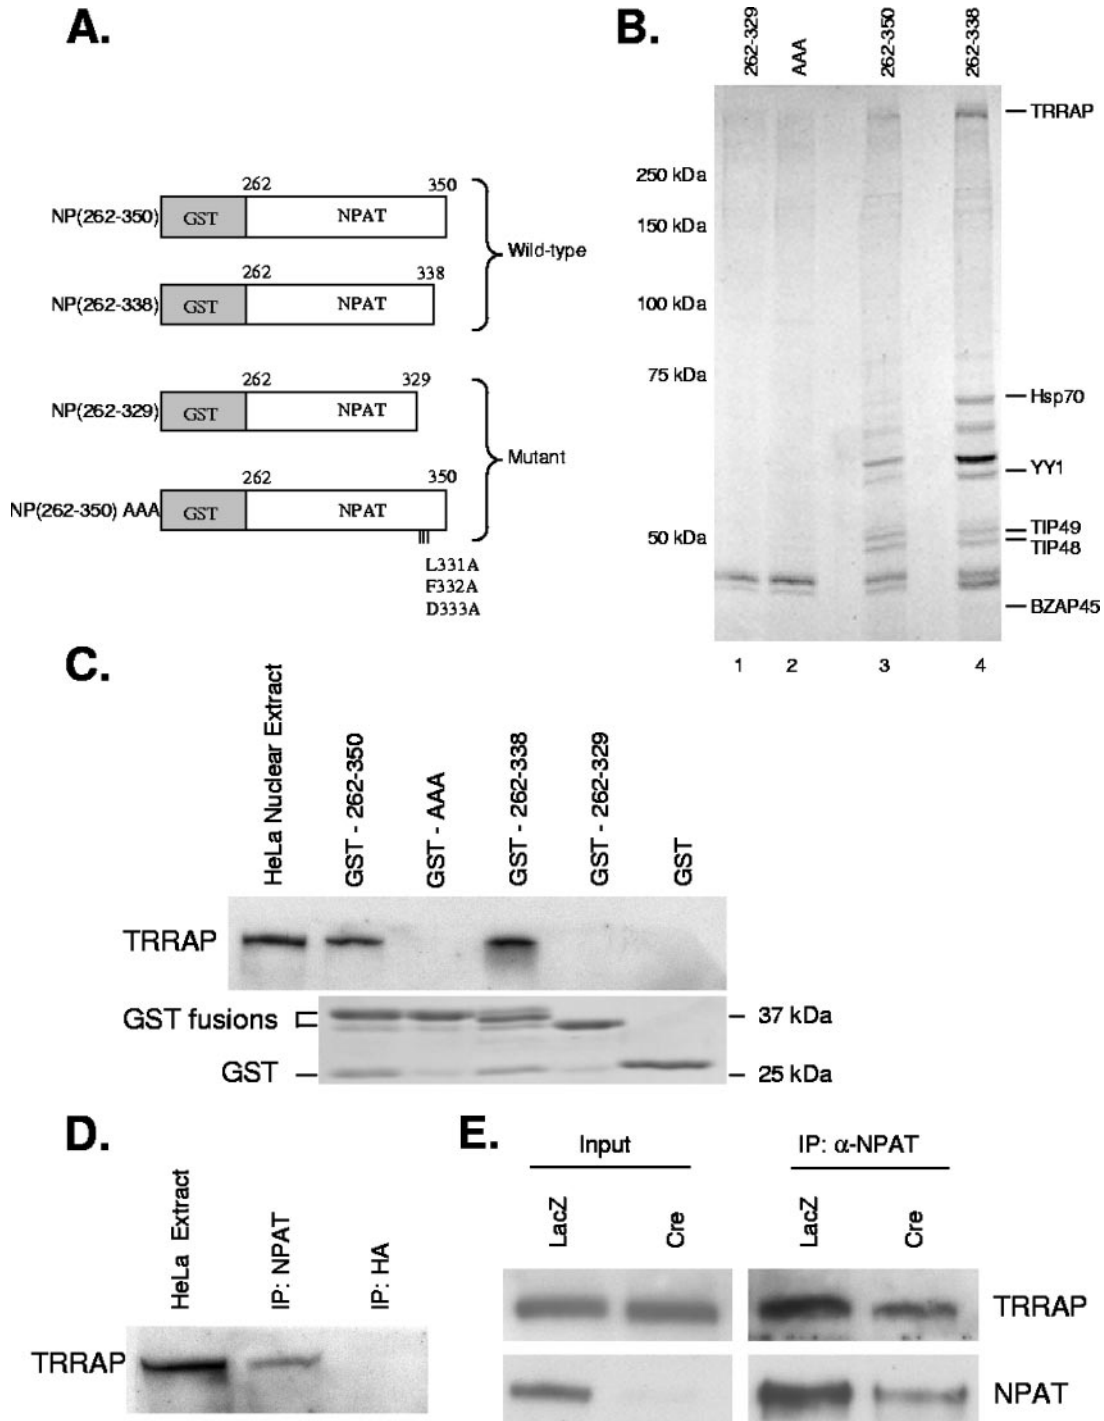 A.
262 350
NP(262-350) GST NPAT
262 338
NP(262-338) GST NPAT
Wild-type
262 329
NP(262-329) GST NPAT
262 350
NP(262-350) AAA GST NPAT
Mutant
L331A
F332A
D333A
B.
262-329
AAA
262-350
262-338
250 kDa
150 kDa
100 kDa
75 kDa
50 kDa
TRRAP
Hsp70
YY1
TIP49
TIP48
BZAP45
1 2 3 4
C.
HeLa Nuclear Extract
GST - 262-350
GST - AAA
GST - 262-338
GST - 262-329
GST
TRRAP
GST fusions
GST
37 kDa
25 kDa
D.
HeLa Extract
IP: NPAT
IP: HA
TRRAP
E.
Input
IP: α-NPAT
LacZ
Cre
LacZ
Cre
TRRAP
NPAT